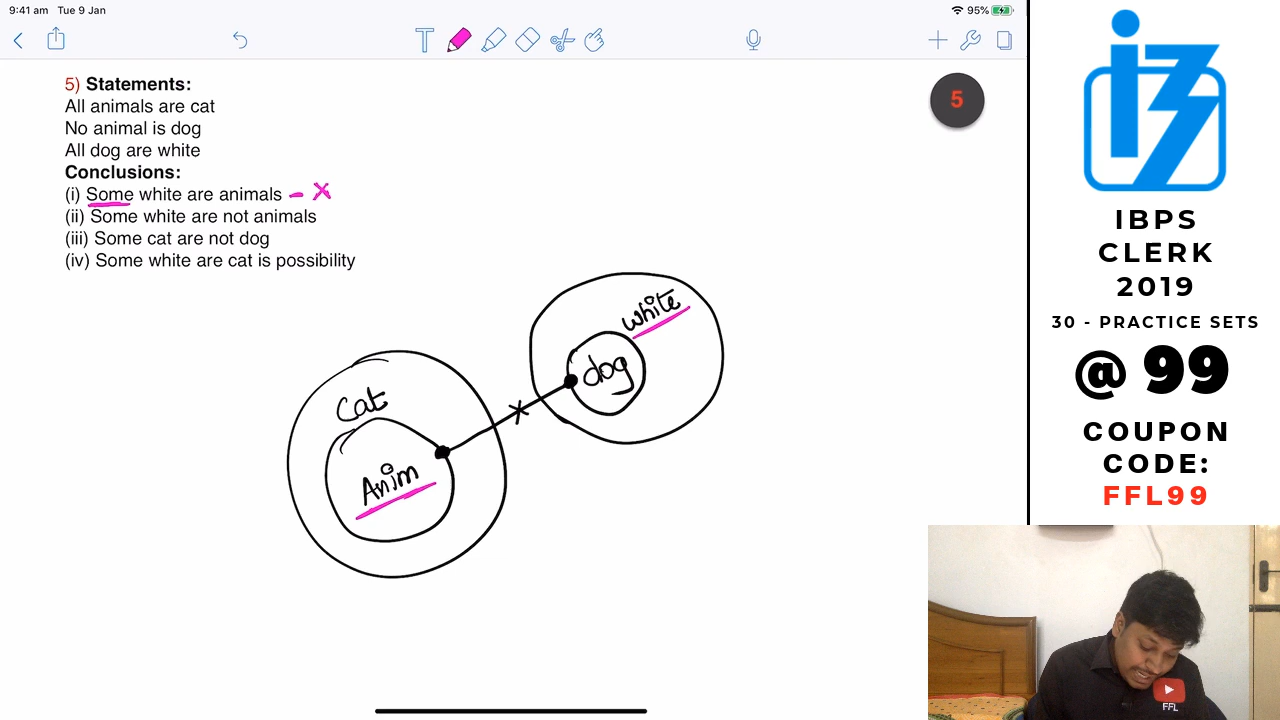 9:41 am Tue 9 Jan
95%
T
5) Statements:
All animals are cat
No animal is dog
All dog are white
Conclusions:
(i) Some white are animals - X
(ii) Some white are not animals
(iii) Some cat are not dog
(iv) Some white are cat is possibility
5
white
dog
Cat
Anim
IBPS
CLERK
2019
30 - PRACTICE SETS
@ 99
COUPON
CODE:
FFL99
FFL